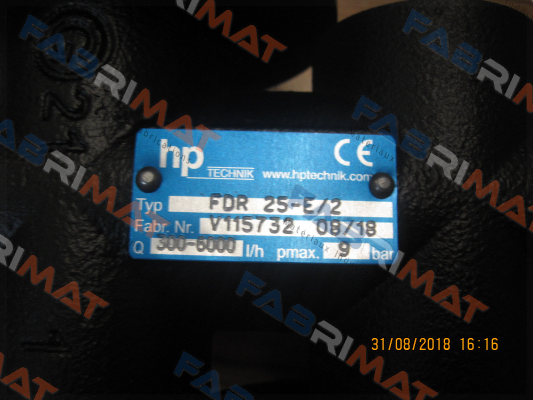 hp
TECHNIK www.hptechnik.com
CE
Typ FDR 25-E/2
Fabr. Nr. V115732 08/18
Q 300-6000 l/h pmax. 9 bar
31/08/2018 16:16
FABRIMAT
FABRIMAT
FABRIMAT
FABRIMAT